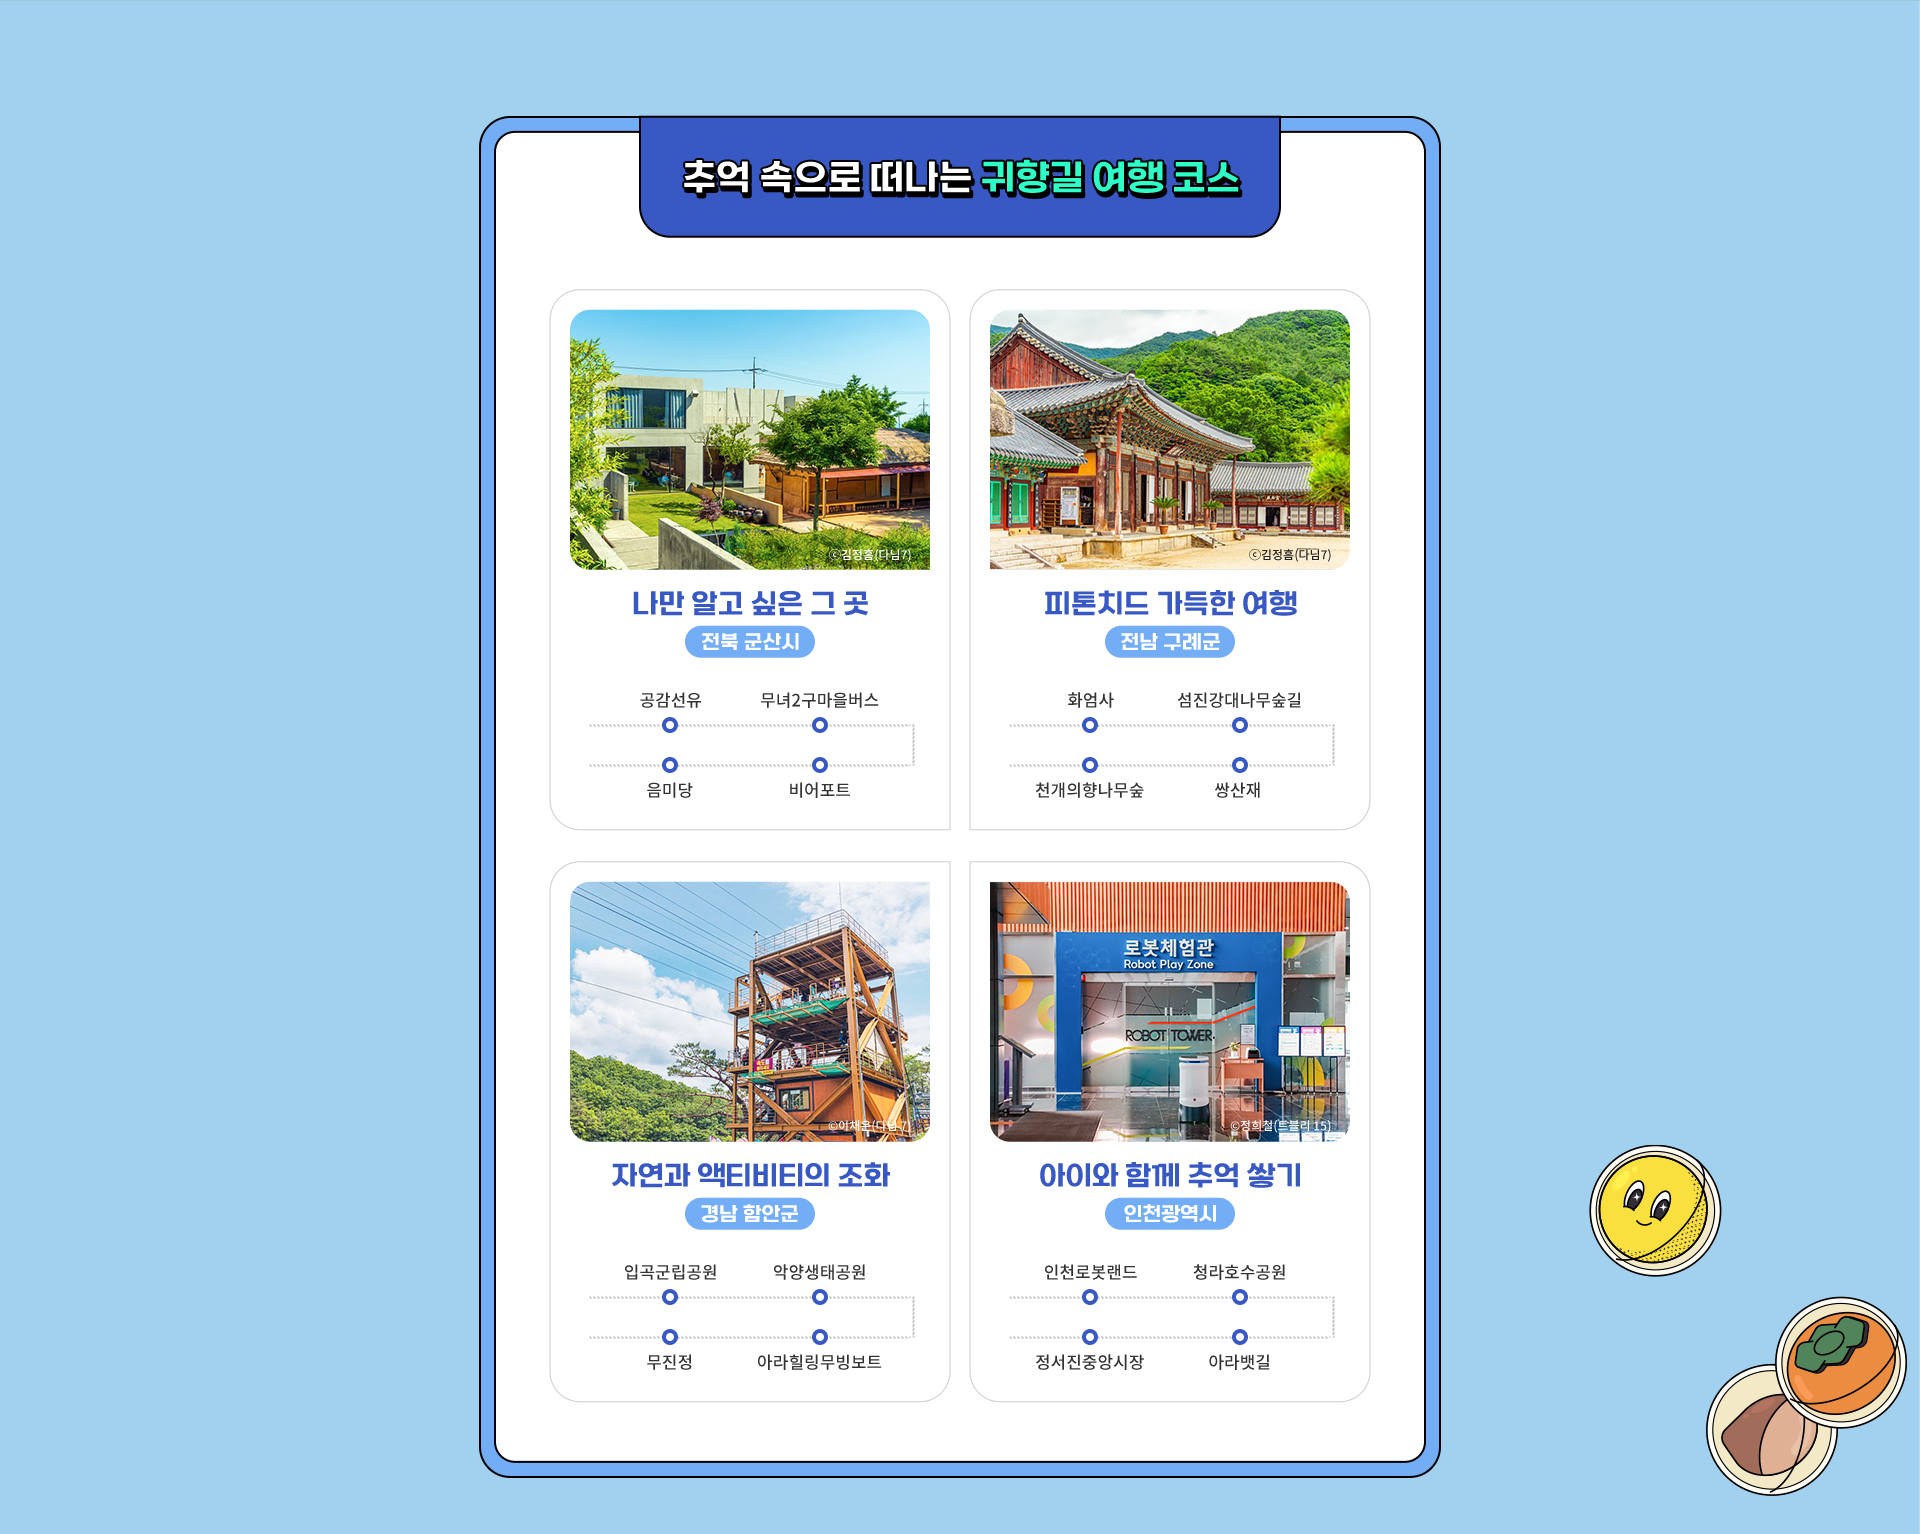 추억 속으로 떠나는 귀향길 여행 코스
ⓒ김정흠(다님7)
나만 알고 싶은 그 곳
전북 군산시
공감선유
무녀2구마을버스
음미당
비어포트
ⓒ김정흠(다님7)
피톤치드 가득한 여행
전남 구례군
화엄사
섬진강대나무숲길
천개의향나무숲
쌍산재
©이채윤(다님 7)
자연과 액티비티의 조화
경남 함안군
입곡군립공원
악양생태공원
무진정
아라힐링무빙보트
로봇체험관
Robot Play Zone
ROBOT TOWER
©정희철(트블리 15)
아이와 함께 추억 쌓기
인천광역시
인천로봇랜드
청라호수공원
정서진중앙시장
아라뱃길